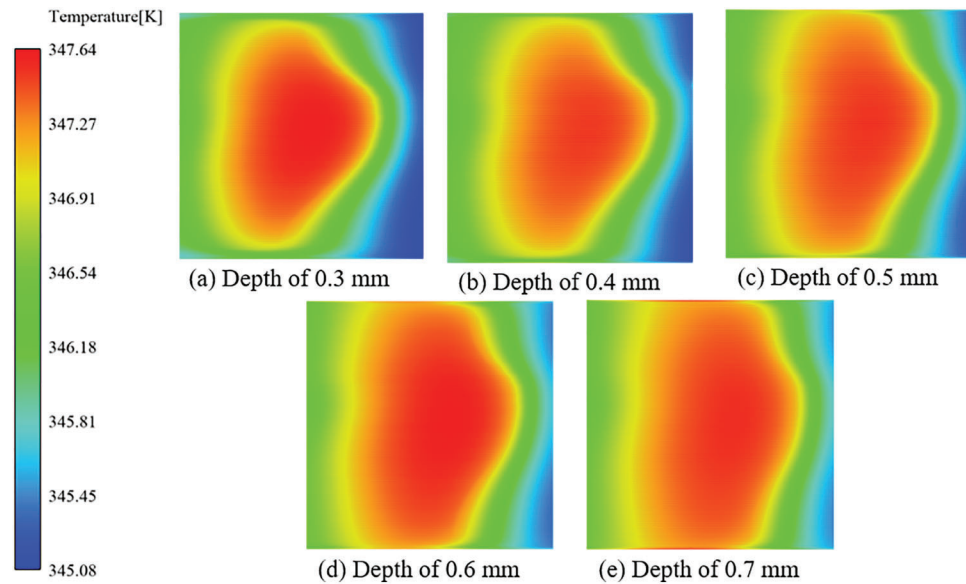 Temperature[K]
347.64
347.27
346.91
346.54
346.18
345.81
345.45
345.08
(a) Depth of 0.3 mm
(b) Depth of 0.4 mm
(c) Depth of 0.5 mm
(d) Depth of 0.6 mm
(e) Depth of 0.7 mm